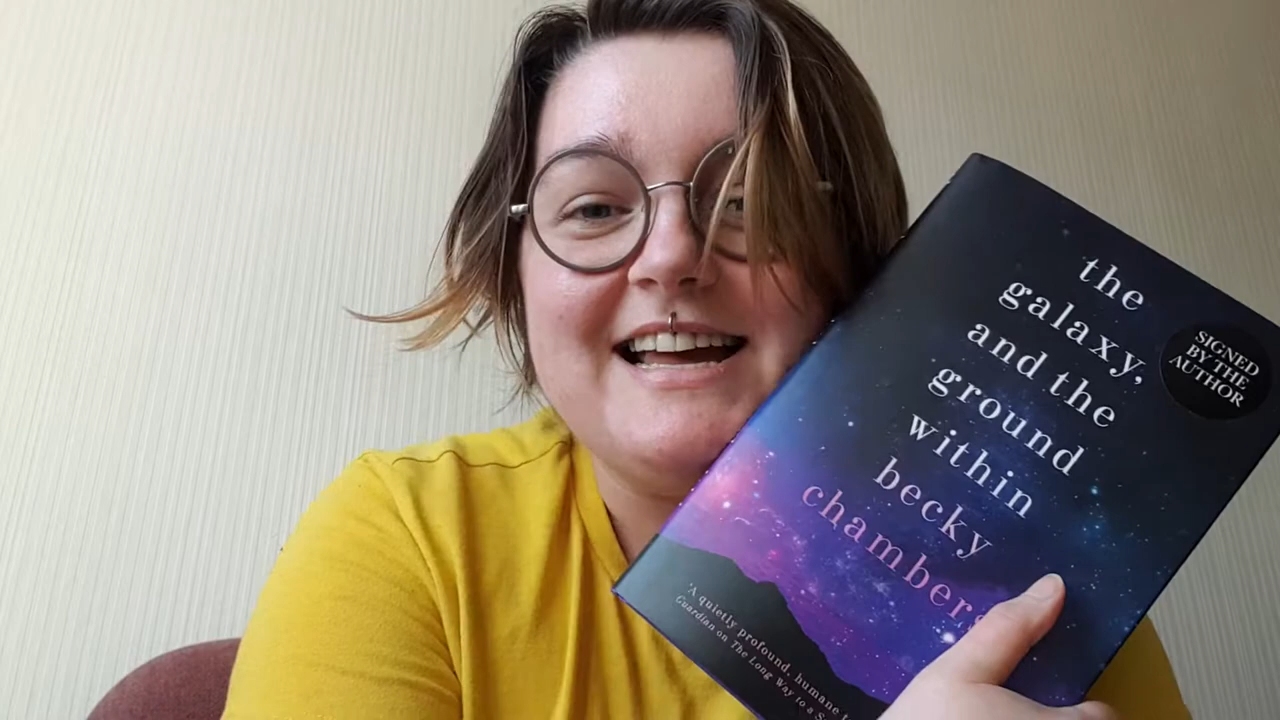 the
galaxy,
and the
ground
within
becky
chambers
SIGNED
BY THE
AUTHOR
'A quietly profound, humane
Guardian on The Long Way to a